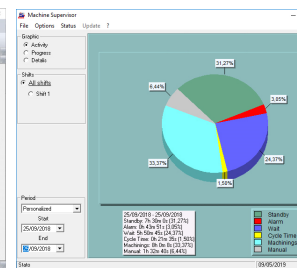 Machine Supervisor
File Options Status Update ?
Graphic
Activity
Progress
Details
Shifts
All shifts
Shift 1
Period
Personalized
Start
25/09/2018
End
25/09/2018
31,27%
3,05%
24,37%
1,50%
33,37%
6,44%
25/09/2018 - 25/09/2018
Standby: 7h 30m 8s (31,27%)
Alarm: 0h 43m 51s (3,05%)
Wait: 5h 50m 45s (24,37%)
Cycle Time: 0h 21m 35s (1,50%)
Machinings: 8h 0m 8s (33,37%)
Manual: 1h 32m 40s (6,44%)
Standby
Alarm
Wait
Cycle Time
Machinings
Manual
Stats
09/05/2019